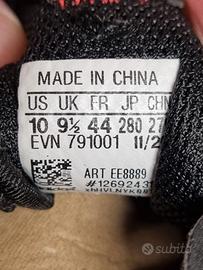 MADE IN CHINA
US UK FR JP CHN
10 9½ 44 280 27
EVN 791001 11/2
ART EE8889
#1269243
subito